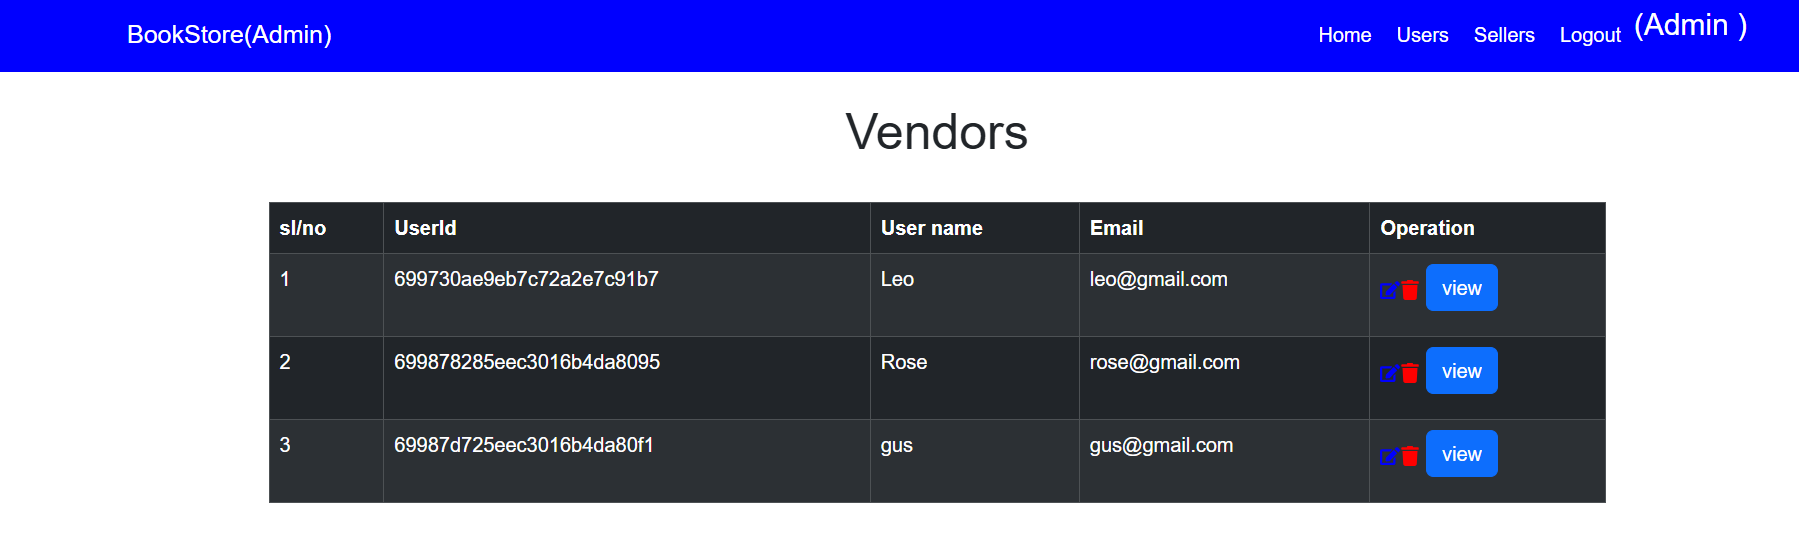 BookStore(Admin) Home Users Sellers Logout (Admin )
Vendors
sl/no UserId User name Email Operation
1 699730ae9eb7c72a2e7c91b7 Leo leo@gmail.com view
2 699878285eec3016b4da8095 Rose rose@gmail.com view
3 69987d725eec3016b4da80f1 gus gus@gmail.com view